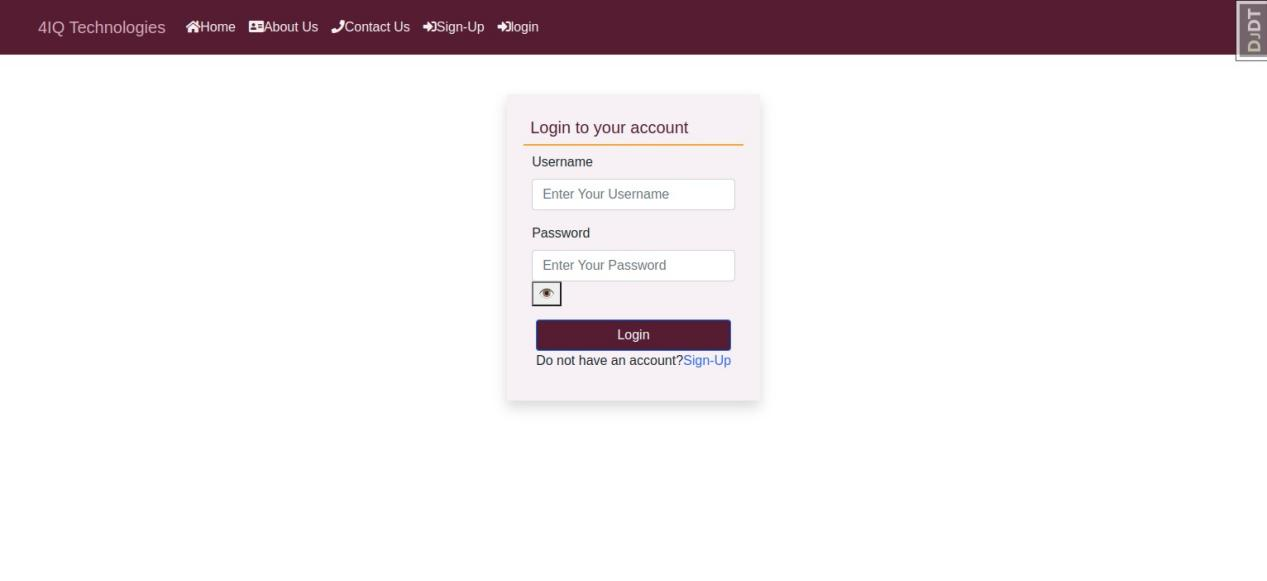 4IQ Technologies Home About Us Contact Us Sign-Up login
DJDT
Login to your account
Username
Enter Your Username
Password
Enter Your Password
Login
Do not have an account?Sign-Up